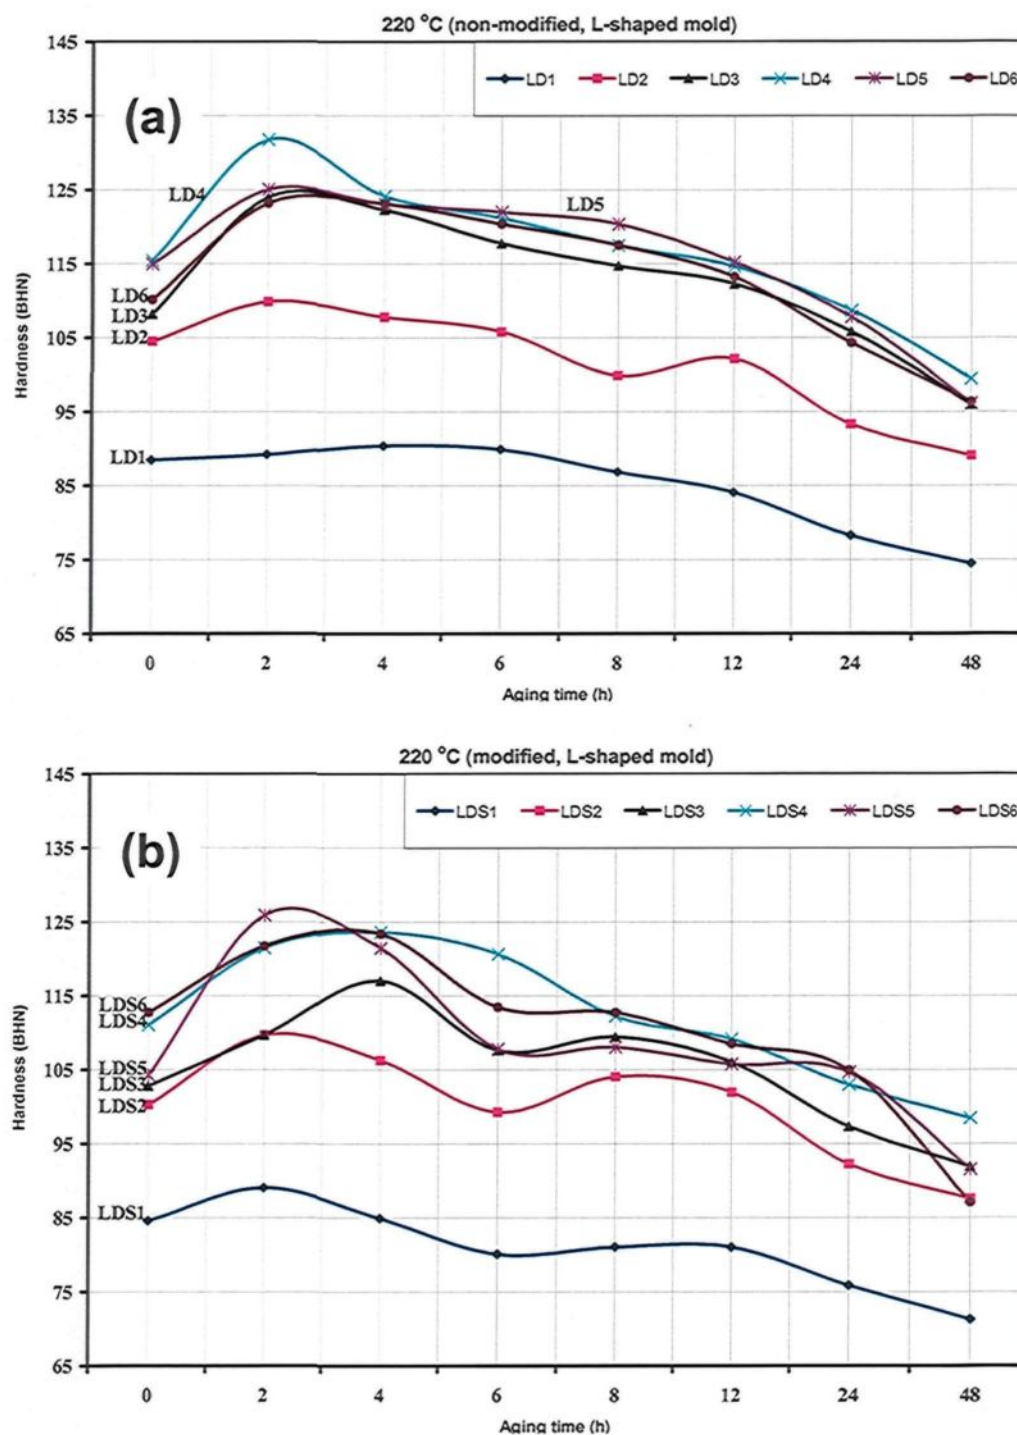 220 °C (non-modified, L-shaped mold)
145
LD1 LD2 LD3 LD4 LD5 LD6
135
(a)
125
LD4
LD5
115
LD6
LD3
105
LD2
95
LD1
85
75
65
Hardness (BHN)
0 2 4 6 8 12 24 48
Aging time (h)
220 °C (modified, L-shaped mold)
145
LDS1 LDS2 LDS3 LDS4 LDS5 LDS6
135
(b)
125
115
LDS6
LDS4
105
LDS5
LDS3
LDS2
95
85
LDS1
75
65
Hardness (BHN)
0 2 4 6 8 12 24 48
Aging time (h)